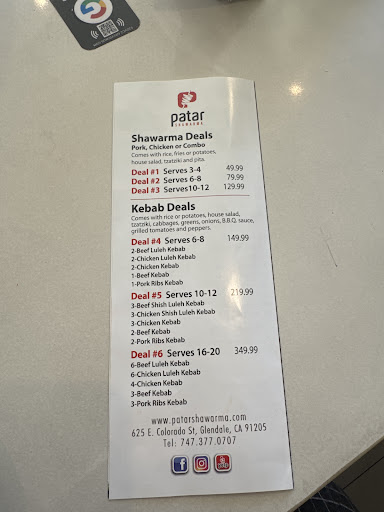 patar
SHAWARMA
Shawarma Deals
Pork, Chicken or Combo
Comes with rice, fries or potatoes,
house salad, tzatziki and pita.
Deal #1 Serves 3-4 49.99
Deal #2 Serves 6-8 79.99
Deal #3 Serves10-12 129.99
Kebab Deals
Comes with rice or potatoes, house salad,
tzatziki, cabbages, greens, onions, B.B.Q. sauce,
grilled tomatoes and peppers.
Deal #4 Serves 6-8 149.99
2-Beef Luleh Kebab
2-Chicken Luleh Kebab
2-Chicken Kebab
1-Beef Kebab
1-Pork Ribs Kebab
Deal #5 Serves 10-12 219.99
3-Beef Shish Luleh Kebab
3-Chicken Shish Luleh Kebab
3-Chicken Kebab
2-Beef Kebab
2-Pork Ribs Kebab
Deal #6 Serves 16-20 349.99
6-Beef Luleh Kebab
6-Chicken Luleh Kebab
4-Chicken Kebab
3-Beef Kebab
3-Pork Ribs Kebab
www.patarshawarma.com
625 E. Colorado St, Glendale, CA 91205
Tel: 747.377.0707